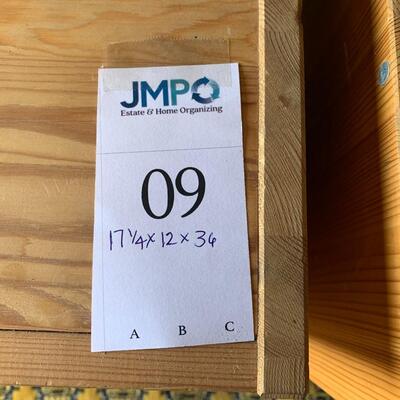 JMPO
Estate & Home Organizing
09
17 1/4 x 12 x 36
A B C